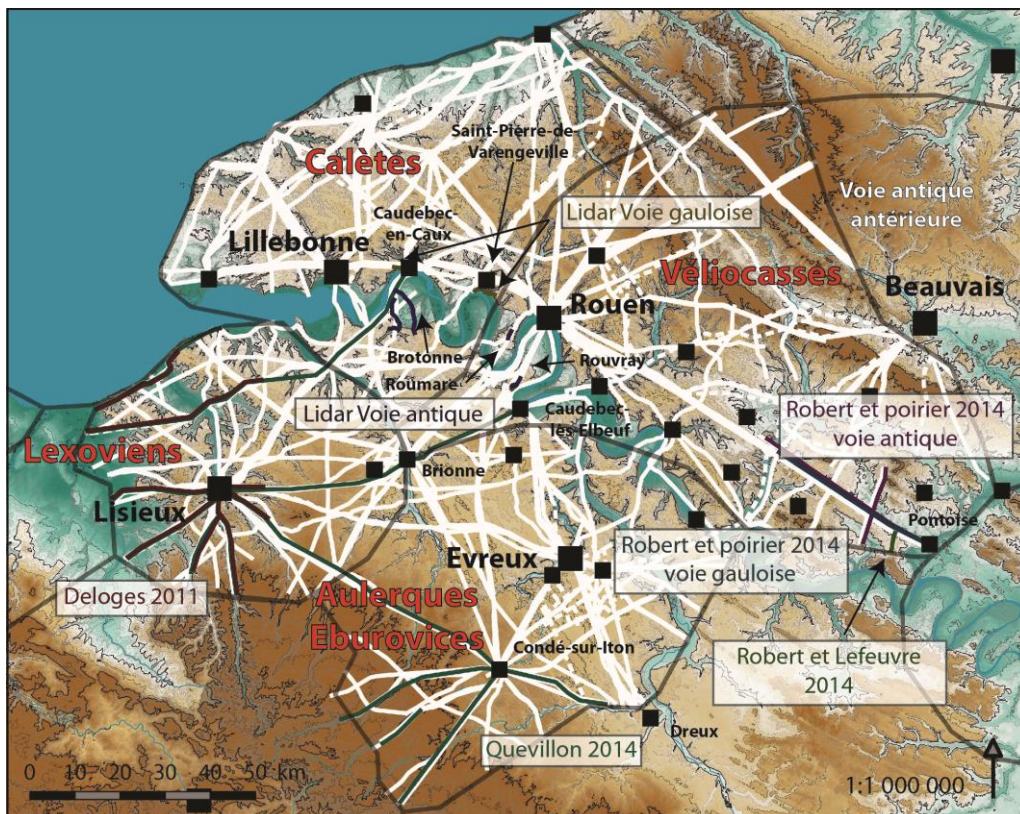 Saint-Pierre-de-
Varengeville
Calètes
Voie antique
antérieure
Lidar Voie gauloise
Caudebec-
en-Caux
Lillebonne
Véliocasses
Beauvais
Rouen
Brotonne
Roumare
Rouvray
Lidar Voie antique
Caudebec-
lès-Elbeuf
Robert et poirier 2014
voie antique
Lexoviens
Brionne
Lisieux
Pontoise
Evreux
Robert et poirier 2014
voie gauloise
Deloges 2011
Aulerques
Eburovices
Condé-sur-Iton
Robert et Lefeuvre
2014
Dreux
Quevillon 2014
0 10 20 30 40 50 km
1:1 000 000